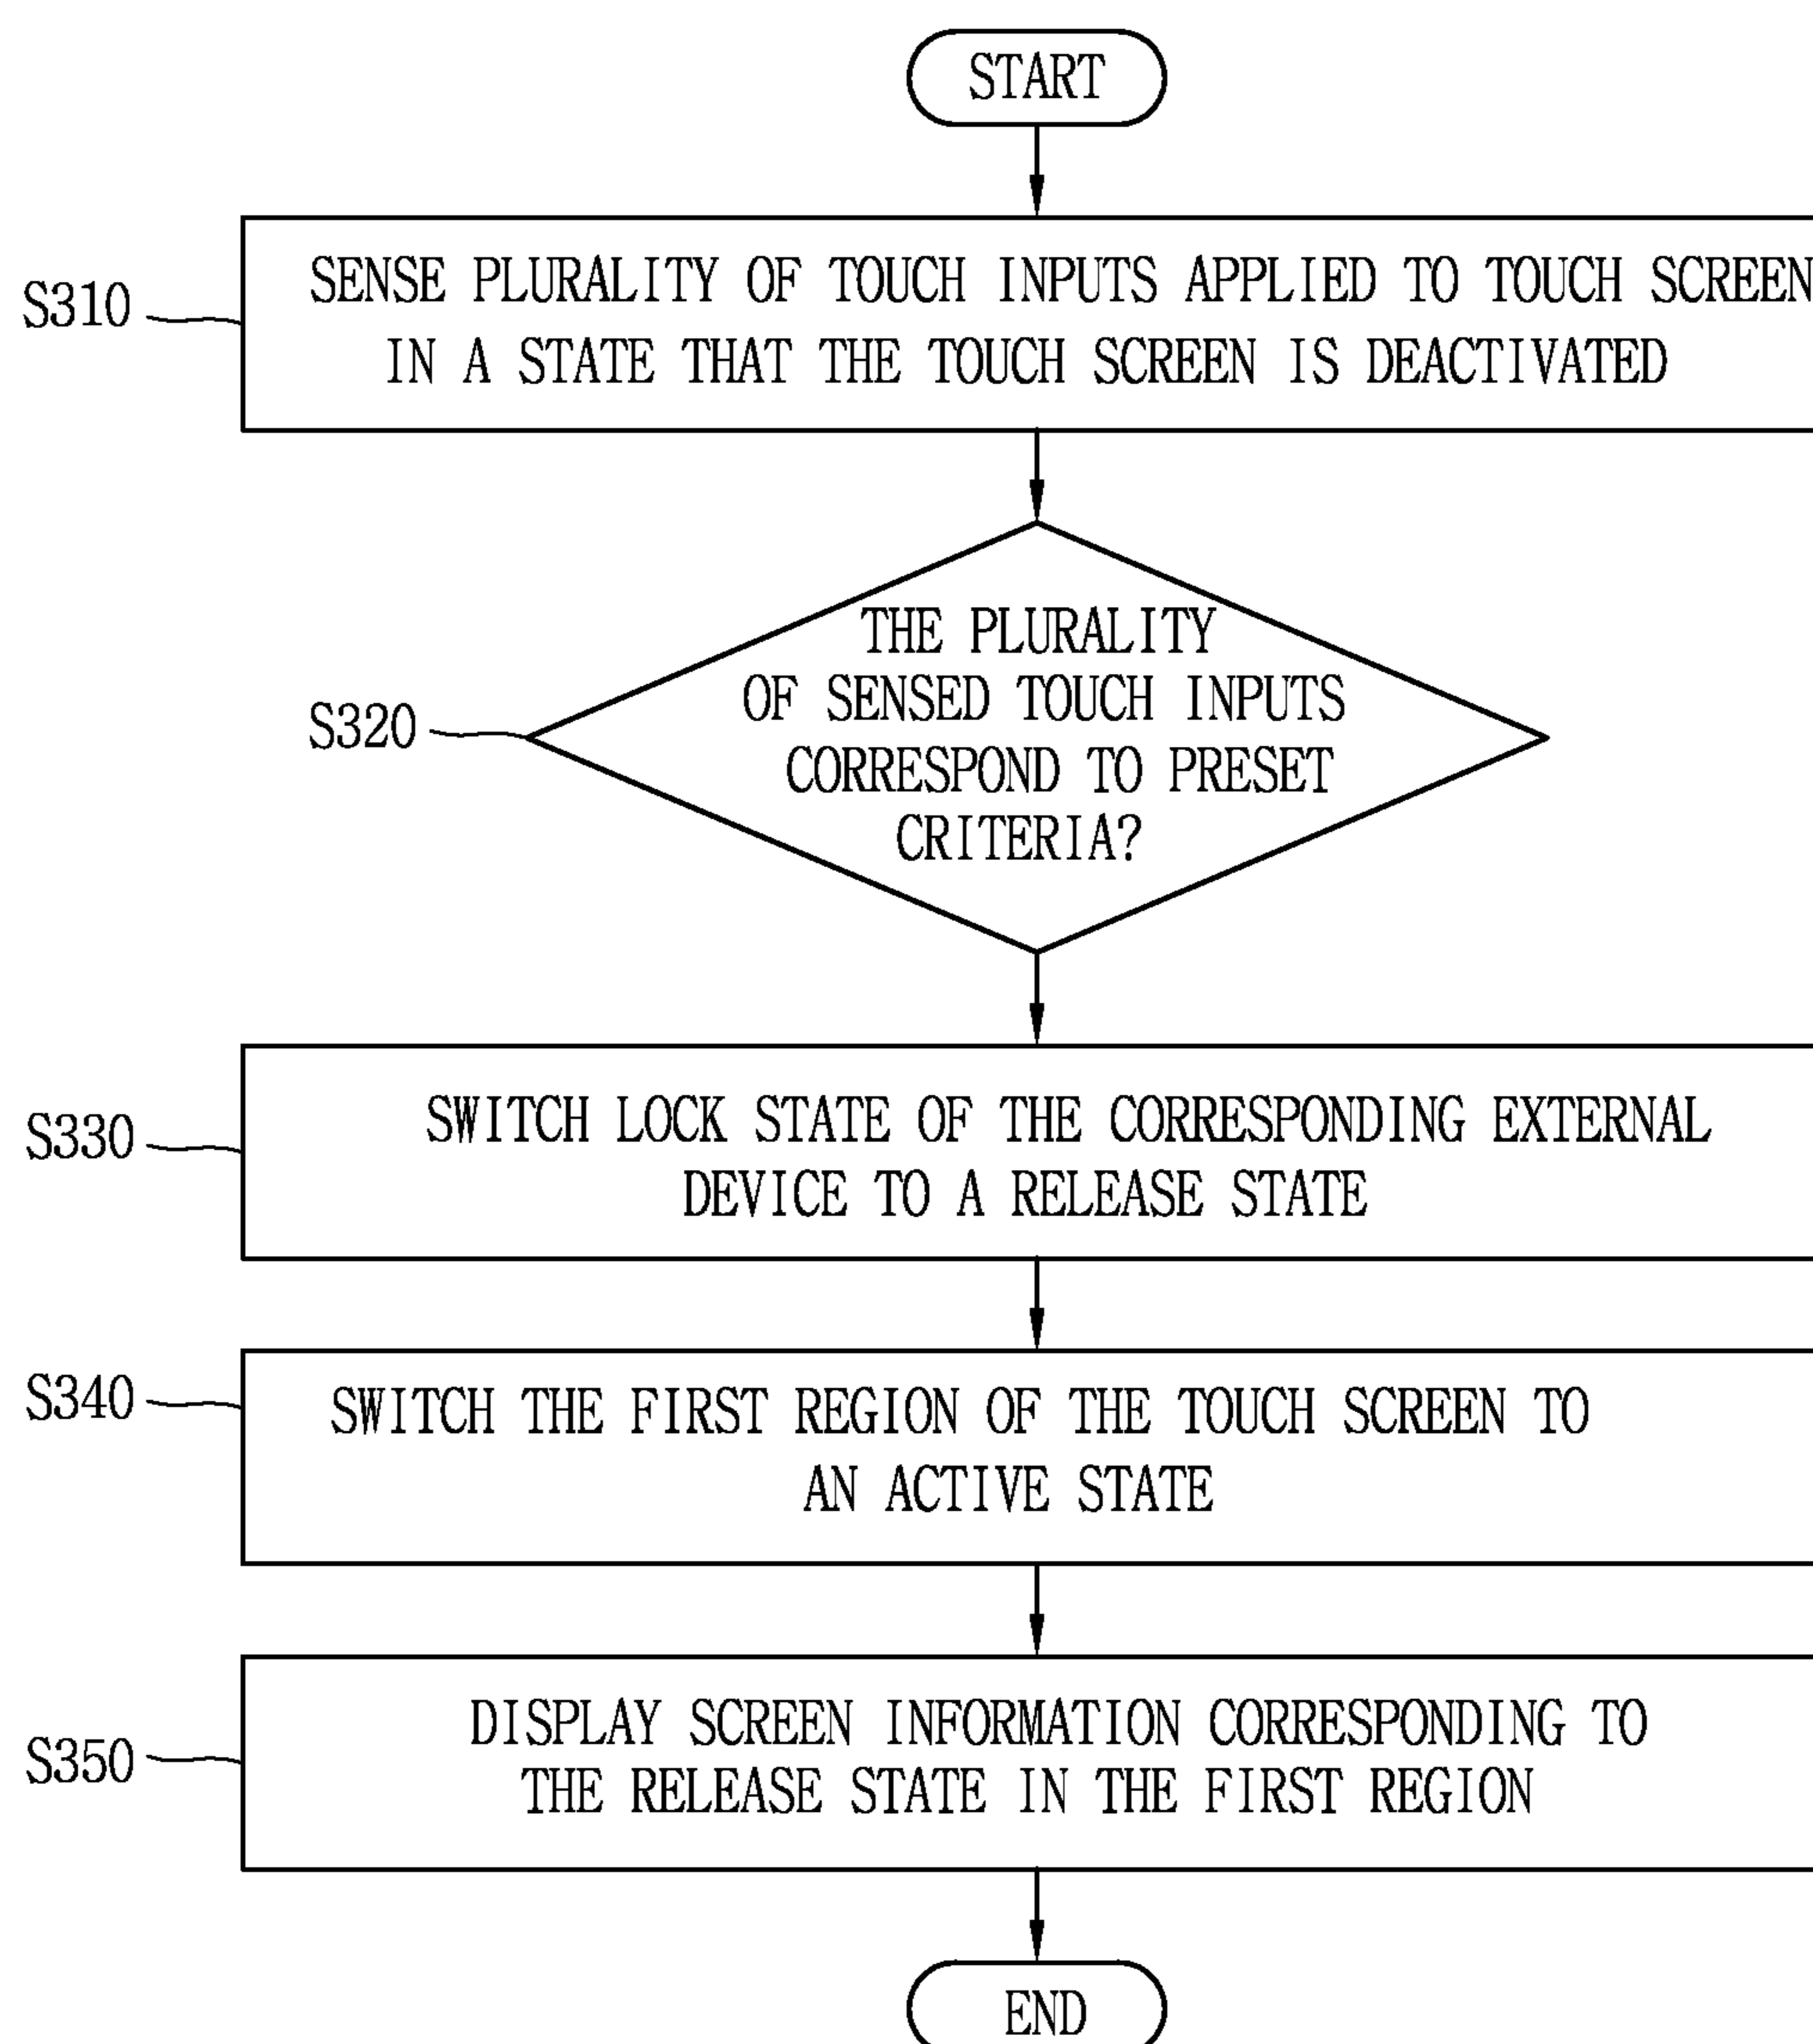 START
S310
SENSE PLURALITY OF TOUCH INPUTS APPLIED TO TOUCH SCREEN
IN A STATE THAT THE TOUCH SCREEN IS DEACTIVATED
S320
THE PLURALITY
OF SENSED TOUCH INPUTS
CORRESPOND TO PRESET
CRITERIA?
S330
SWITCH LOCK STATE OF THE CORRESPONDING EXTERNAL
DEVICE TO A RELEASE STATE
S340
SWITCH THE FIRST REGION OF THE TOUCH SCREEN TO
AN ACTIVE STATE
S350
DISPLAY SCREEN INFORMATION CORRESPONDING TO
THE RELEASE STATE IN THE FIRST REGION
END